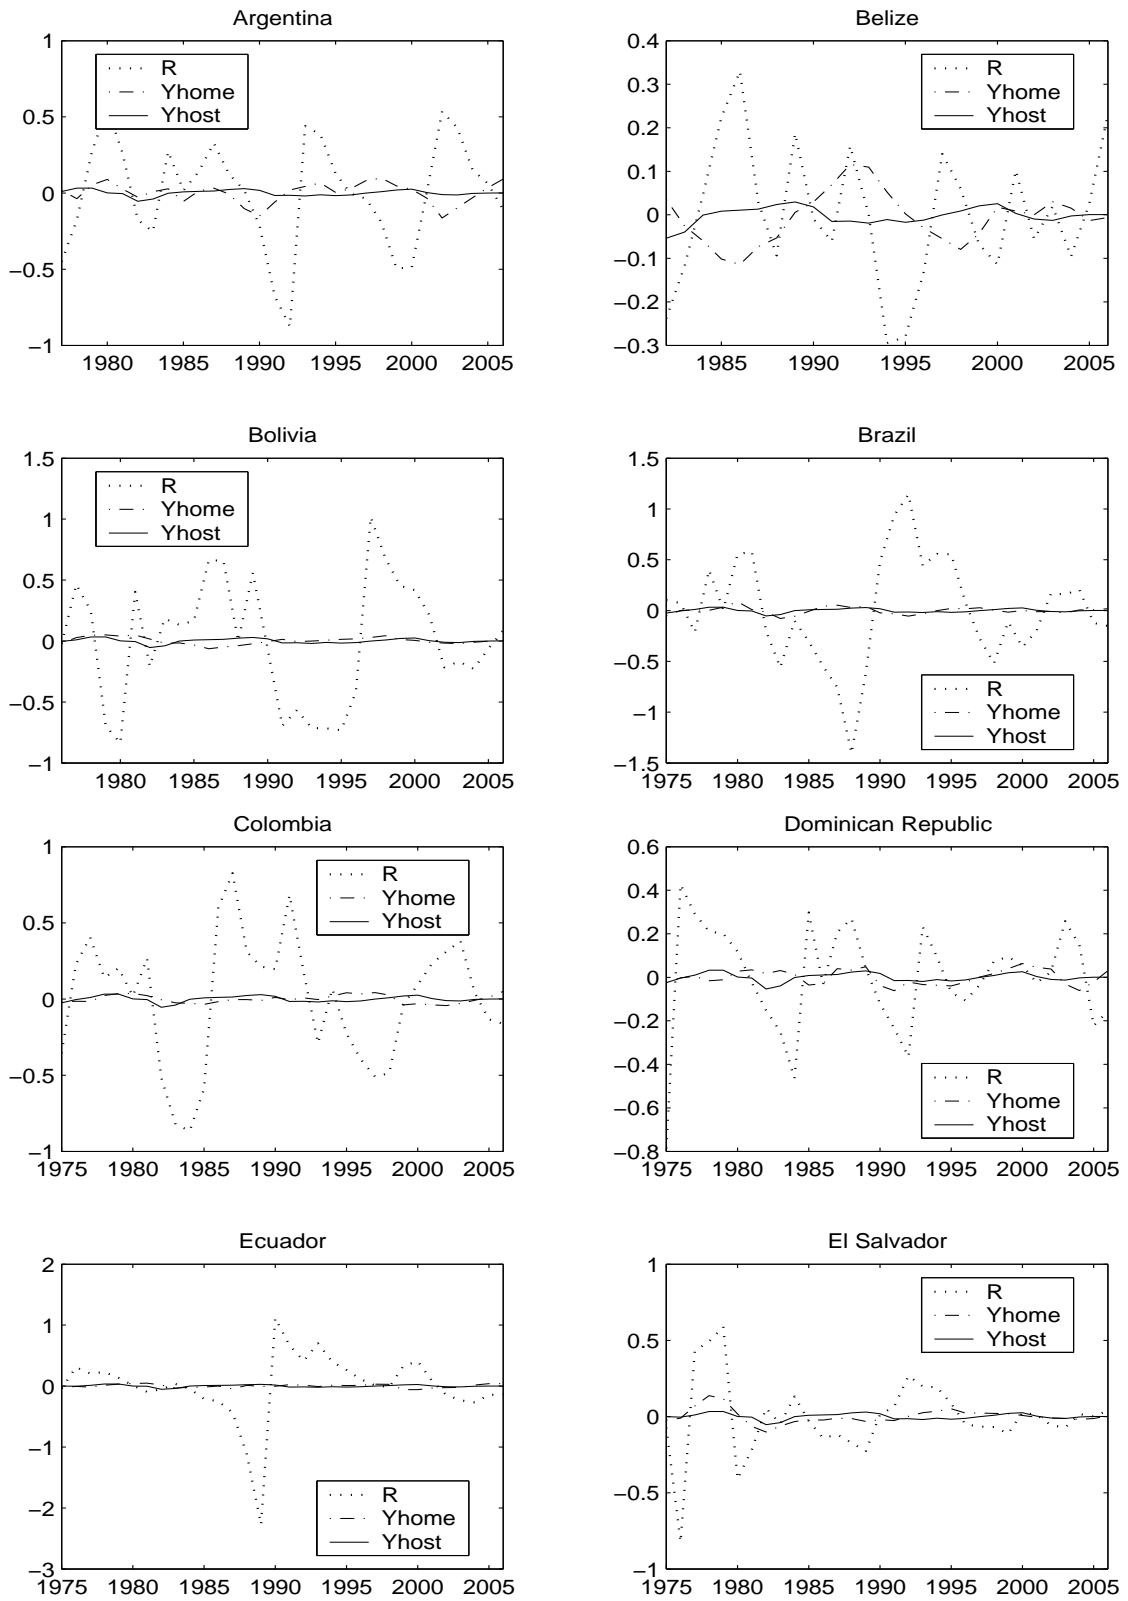 Argentina
1
0.5
0
−0.5
−1
1980 1985 1990 1995 2000 2005
R
Yhome
Yhost
Belize
0.4
0.3
0.2
0.1
0
−0.1
−0.2
−0.3
1985 1990 1995 2000 2005
R
Yhome
Yhost
Bolivia
1.5
1
0.5
0
−0.5
−1
1980 1985 1990 1995 2000 2005
R
Yhome
Yhost
Brazil
1.5
1
0.5
0
−0.5
−1
−1.5
1975 1980 1985 1990 1995 2000 2005
R
Yhome
Yhost
Colombia
1
0.5
0
−0.5
−1
1975 1980 1985 1990 1995 2000 2005
R
Yhome
Yhost
Dominican Republic
0.6
0.4
0.2
0
−0.2
−0.4
−0.6
−0.8
1975 1980 1985 1990 1995 2000 2005
R
Yhome
Yhost
Ecuador
2
1
0
−1
−2
−3
1975 1980 1985 1990 1995 2000 2005
R
Yhome
Yhost
El Salvador
1
0.5
0
−0.5
−1
1975 1980 1985 1990 1995 2000 2005
R
Yhome
Yhost